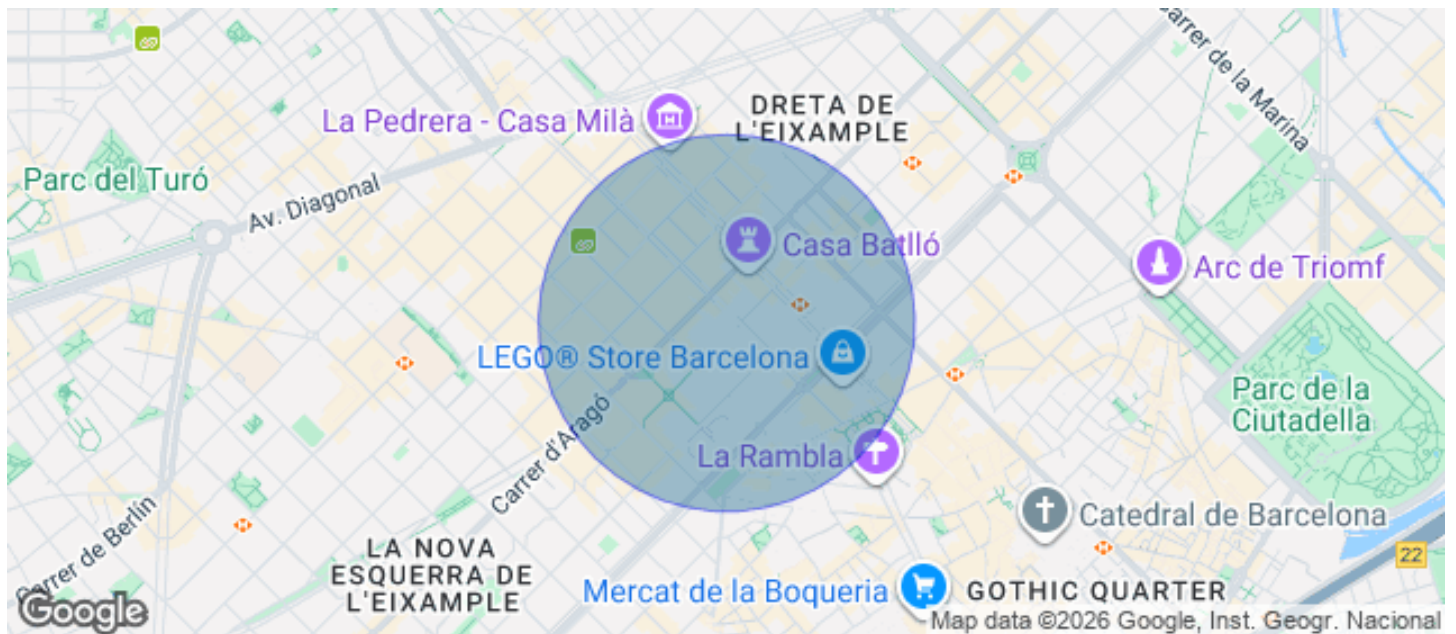 Carrer de la Marina
DRETA DE
L'EIXAMPLE
La Pedrera - Casa Milà
Parc del Turó
Av. Diagonal
Casa Batlló
Arc de Triomf
LEGO® Store Barcelona
Parc de la
Ciutadella
Carrer d'Aragó
La Rambla
Catedral de Barcelona
Carrer de Berlín
LA NOVA
ESQUERRA DE
L'EIXAMPLE
22
Mercat de la Boqueria
GOTHIC QUARTER
Google
Map data ©2026 Google, Inst. Geogr. Nacional